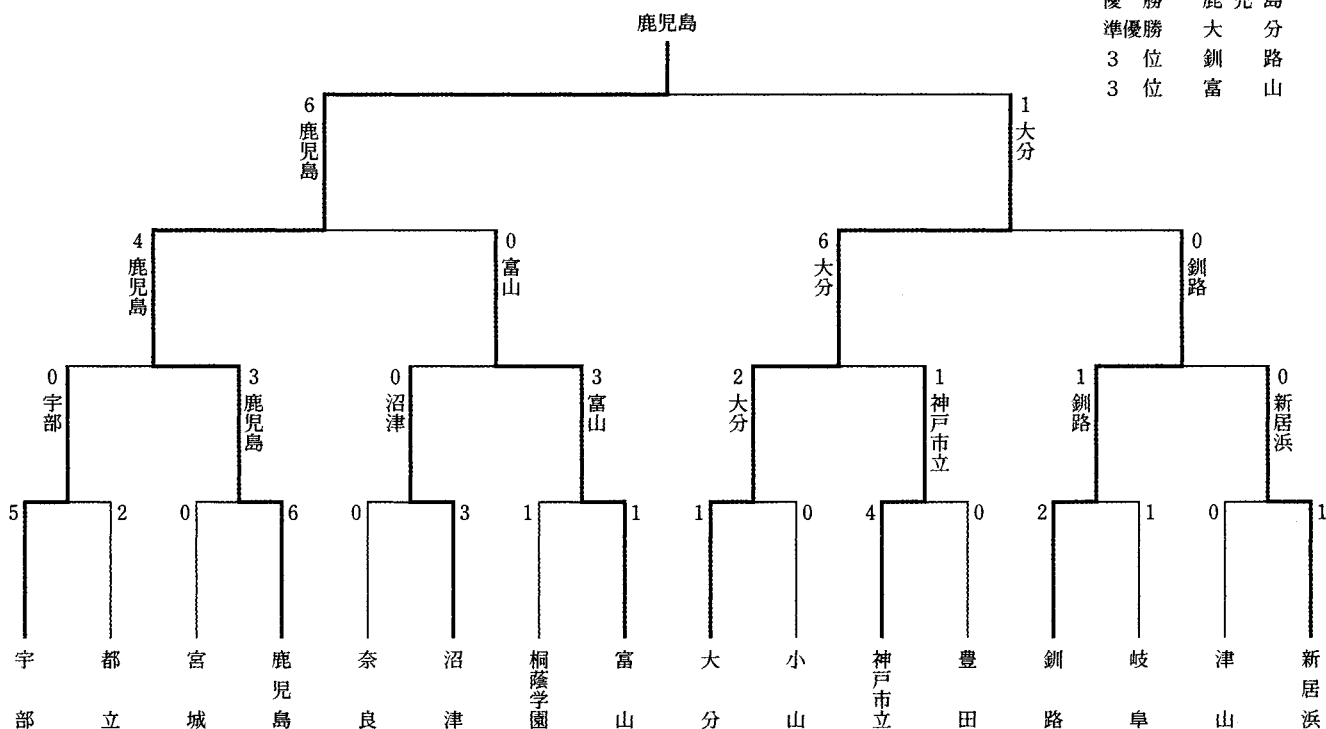 鹿児島
優勝 鹿児島
準優勝 大分
3位 釧路
3位 富山
6 1
鹿児島 大分
4 0 6 0
鹿児島 富山 大分 釧路
0 3 0 3 2 1 1 0
宇部 鹿児島 沼津 富山 大分 神戸市立 釧路 新居浜
5 2 0 6 0 3 1 1 1 0 4 0 2 1 0 1
宇部 都立 宮城 鹿児島 奈良 沼津 桐蔭学園 富山 大分 小山 神戸市立 豊田 釧路 岐阜 津山 新居浜